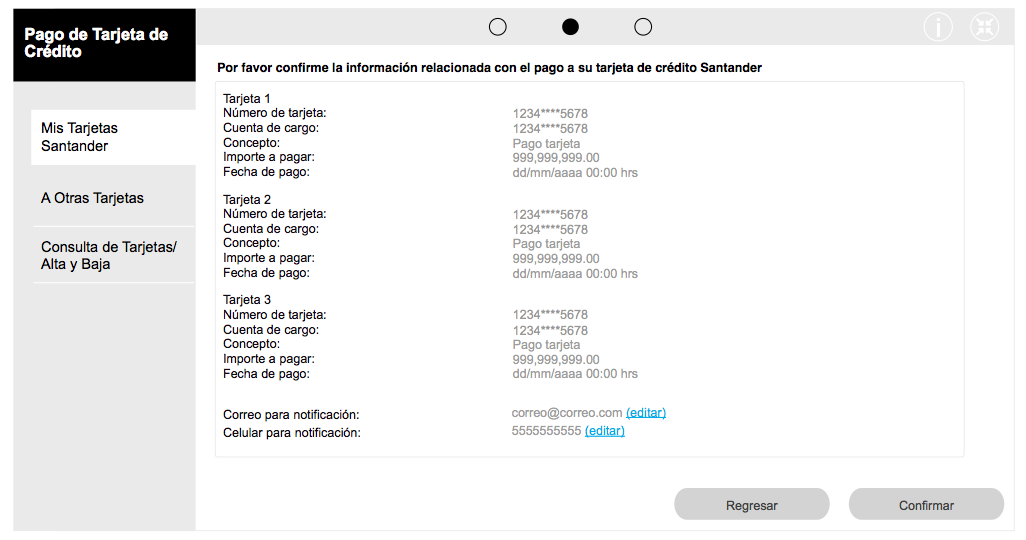 Pago de Tarjeta de
Crédito
Por favor confirme la información relacionada con el pago a su tarjeta de crédito Santander
Mis Tarjetas
Santander
A Otras Tarjetas
Consulta de Tarjetas/
Alta y Baja
Tarjeta 1
Número de tarjeta: 1234****5678
Cuenta de cargo: 1234****5678
Concepto: Pago tarjeta
Importe a pagar: 999,999,999.00
Fecha de pago: dd/mm/aaaa 00:00 hrs
Tarjeta 2
Número de tarjeta: 1234****5678
Cuenta de cargo: 1234****5678
Concepto: Pago tarjeta
Importe a pagar: 999,999,999.00
Fecha de pago: dd/mm/aaaa 00:00 hrs
Tarjeta 3
Número de tarjeta: 1234****5678
Cuenta de cargo: 1234****5678
Concepto: Pago tarjeta
Importe a pagar: 999,999,999.00
Fecha de pago: dd/mm/aaaa 00:00 hrs
Correo para notificación: correo@correo.com (editar)
Celular para notificación: 5555555555 (editar)
Regresar
Confirmar